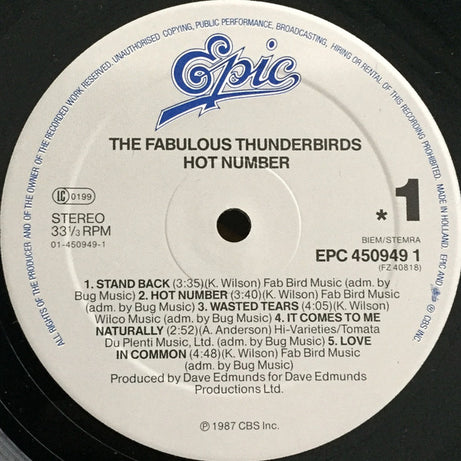 ALL RIGHTS OF THE PRODUCER AND OF THE OWNER OF THE RECORDED WORK RESERVED. UNAUTHORISED COPYING, PUBLIC PERFORMANCE, BROADCASTING, HIRING OR RENTAL OF THIS RECORDING PROHIBITED. MADE IN HOLLAND. EPIC AND
® CBS INC.
Epic
THE FABULOUS THUNDERBIRDS
HOT NUMBER
LC 0199
STEREO
33 1/3 RPM
01-450949-1
* 1
BIEM/STEMRA
EPC 450949 1
(FZ 40818)
1. STAND BACK (3:35)(K. Wilson) Fab Bird Music (adm. by
Bug Music) 2. HOT NUMBER (3:40)(K. Wilson) Fab Bird Music
(adm. by Bug Music) 3. WASTED TEARS (4:05)(K. Wilson)
Wilco Music (adm. by Bug Music) 4. IT COMES TO ME
NATURALLY (2:52)(A. Anderson) Hi-Varieties/Tomata
Du Plenti Music, Ltd. (adm. by Bug Music) 5. LOVE
IN COMMON (4:48)(K. Wilson) Fab Bird Music
(adm. by Bug Music)
Produced by Dave Edmunds for Dave Edmunds
Productions Ltd.
℗ 1987 CBS Inc.